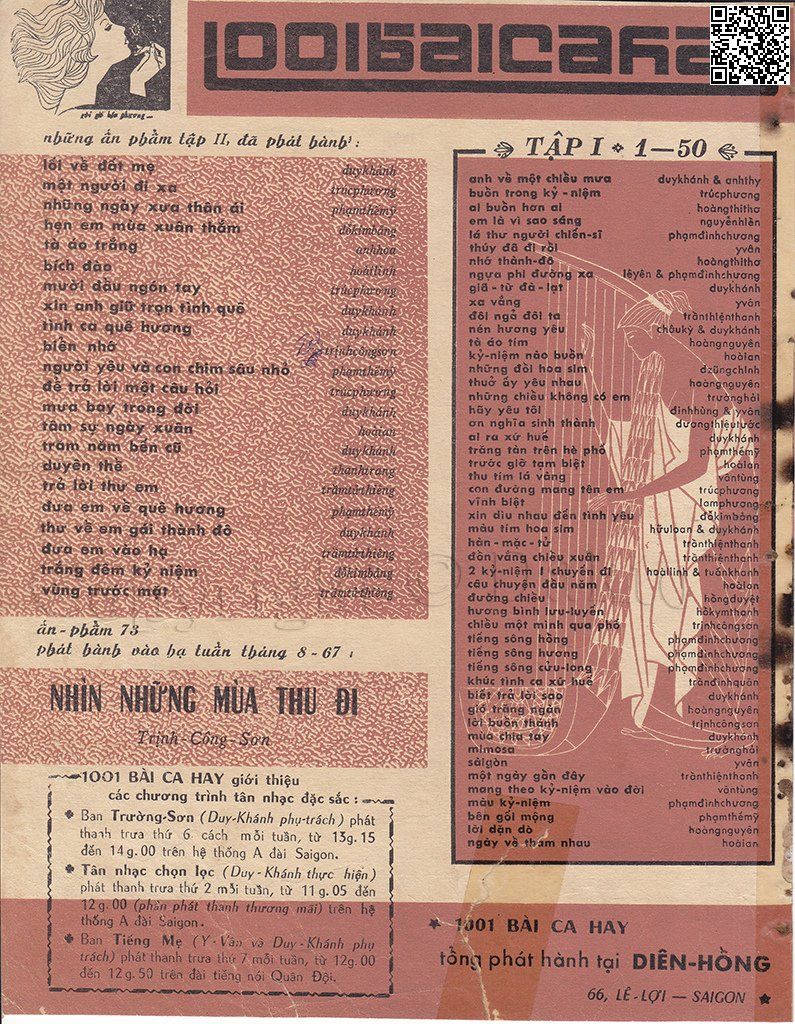 1001 bài ca hay
gởi gió bốn phương
những ấn phẩm tập II, đã phát hành :
lối về đất mẹ duykhánh
một người đi xa trúcphương
những ngày xưa thân ái phạmthếmỹ
hẹn em mùa xuân thắm đỗkimbảng
tà áo trắng anhhoa
bích đào hoàilinh
mười đầu ngón tay trúcphương
xin anh giữ trọn tình quê duykhánh
tình ca quê hương duykhánh
biển nhớ trịnhcôngsơn
người yêu và con chim sâu nhỏ phạmthếmỹ
để trả lời một câu hỏi trúcphương
mưa bay trong đời duykhánh
tâm sự ngày xuân hoàian
trăm năm bến cũ duykhánh
duyên thề thanhtrang
trả lời thư em trầmtửthiêng
đưa em về quê hương phạmthếmỹ
thư về em gái thành đô duykhánh
đưa em vào hạ trầmtửthiêng
trắng đêm kỷ niệm đỗkimbảng
vùng trước mặt trầmtửthiêng
ấn-phẩm 73
phát hành vào hạ tuần tháng 8-67 :
NHÌN NHỮNG MÙA THU ĐI
Trịnh-Công-Sơn
1001 BÀI CA HAY giới thiệu
các chương trình tân nhạc đặc sắc :
Ban Trường-Sơn (Duy-Khánh phụ-trách) phát
thanh trưa thứ 6 cách mỗi tuần, từ 13g.15
đến 14g.00 trên hệ thống A đài Saigon.
Tân nhạc chọn lọc (Duy-Khánh thực hiện)
phát thanh trưa thứ 2 mỗi tuần, từ 11g.05 đến
12g.00 (phần phát thanh thương mãi) trên hệ
thống A đài Saigon.
Ban Tiếng Mẹ (Y-Vân và Duy-Khánh phụ
trách) phát thanh trưa thứ 7 mỗi tuần, từ 12g00
đến 12g.50 trên đài tiếng nói Quân Đội.
TẬP I 1—50
anh về một chiều mưa duykhánh & anhthy
buồn trong kỷ-niệm trúcphương
ai buồn hơn ai hoàngthithơ
em là vì sao sáng nguyễnhiền
lá thư người chiến-sĩ phạmđìnhchương
thúy đã đi rồi yvân
nhớ thành-đô hoàngthithơ
ngựa phi đường xa lêyên & phạmđìnhchương
giã-từ đà-lạt duykhánh
xa vắng yvân
đôi ngả đôi ta trầnthiệnthanh
nén hương yêu châukỳ & duykhánh
tà áo tím hoàngnguyên
kỷ-niệm nào buồn hoàian
những đồi hoa sim dzũngchinh
thuở ấy yêu nhau hoàngnguyên
những chiều không có em trườnghải
hãy yêu tôi đinhhùng & yvân
ơn nghĩa sinh thành dươngthiệutước
ai ra xứ huế duykhánh
trăng tàn trên hè phố phạmthếmỹ
trước giờ tạm biệt hoàian
thu tím lá vàng văntùng
con đường mang tên em trúcphương
vĩnh biệt lamphương
xin dìu nhau đến tình yêu đỗkimbảng
màu tím hoa sim hữuloan & duykhánh
hàn-mặc-tử trầnthiệnthanh
đồn vắng chiều xuân trầnthiệnthanh
2 kỷ-niệm 1 chuyến đi hoàilinh & tuấnkhanh
câu chuyện đầu năm hoàian
đường chiều hồngduyệt
hương bình lưu-luyến hồkỳthanh
chiều một mình qua phố trịnhcôngsơn
tiếng sông hồng phạmđìnhchương
tiếng sông hương phạmđìnhchương
tiếng sông cửu-long phạmđìnhchương
khúc tình ca xứ huế trầnđìnhquân
biết trả lời sao duykhánh
gió trăng ngàn hoàngnguyên
lời buồn thánh trịnhcôngsơn
mùa chia tay duykhánh
mimosa trườnghải
sàigòn yvân
một ngày gần đây trầnthiệnthanh
mang theo kỷ-niệm vào đời văntùng
màu kỷ-niệm phạmđìnhchương
bên gối mộng phạmthếmỹ
lời dặn dò hoàngnguyên
ngày về thăm nhau hoàian
1001 BÀI CA HAY
tổng phát hành tại DIÊN-HỒNG
66, LÊ-LỢI — SAIGON